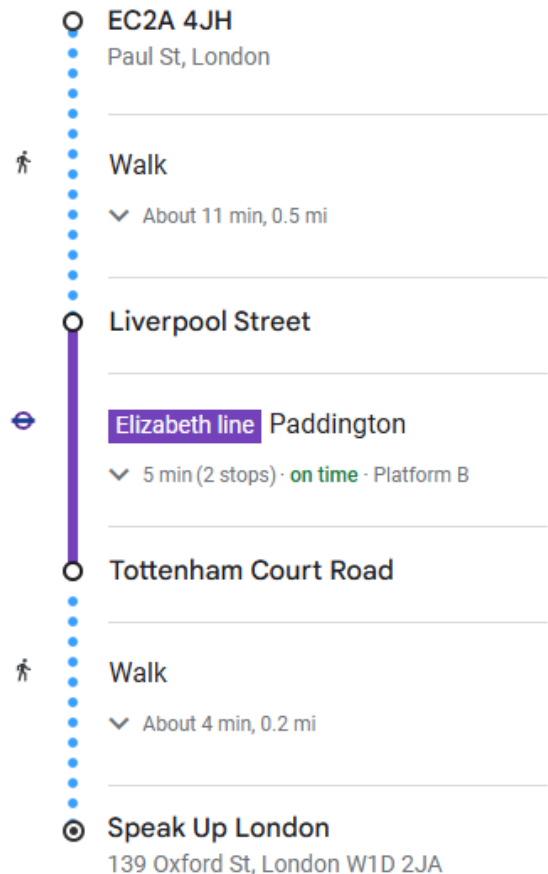 EC2A 4JH
Paul St, London
Walk
About 11 min, 0.5 mi
Liverpool Street
Elizabeth line Paddington
5 min (2 stops) · on time · Platform B
Tottenham Court Road
Walk
About 4 min, 0.2 mi
Speak Up London
139 Oxford St, London W1D 2JA